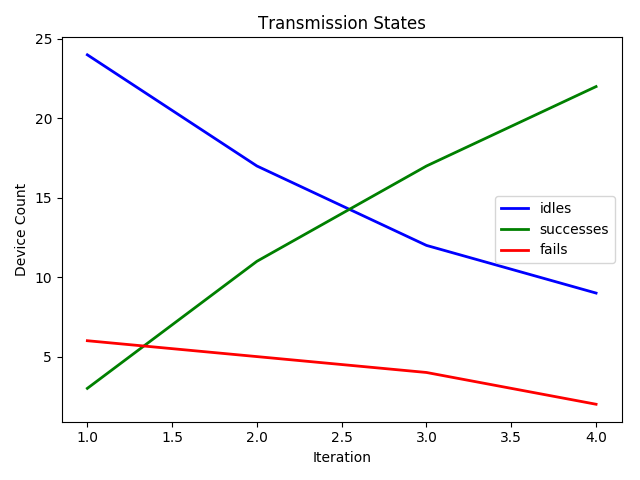 Transmission States
25
20
15
10
5
Device Count
idles
successes
fails
1.0 1.5 2.0 2.5 3.0 3.5 4.0
Iteration